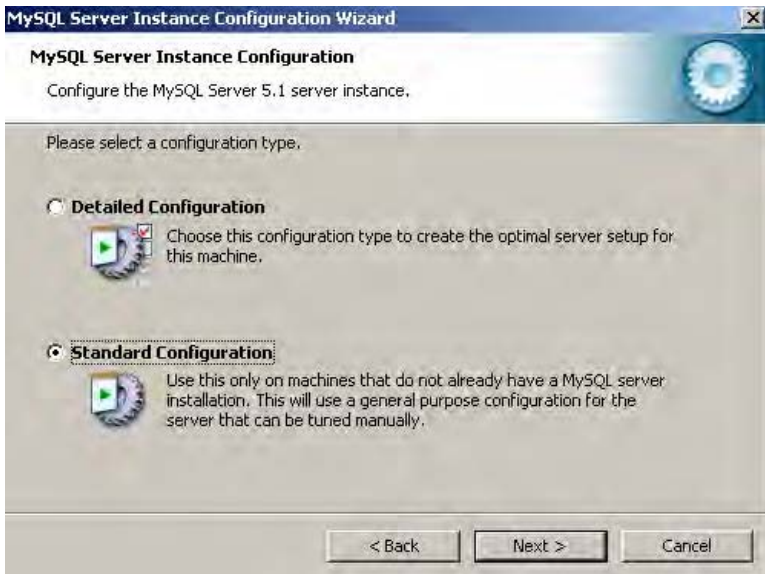 MySQL Server Instance Configuration Wizard
MySQL Server Instance Configuration
Configure the MySQL Server 5.1 server instance.
Please select a configuration type.
Detailed Configuration
Choose this configuration type to create the optimal server setup for
this machine.
Standard Configuration
Use this only on machines that do not already have a MySQL server
installation. This will use a general purpose configuration for the
server that can be tuned manually.
< Back
Next >
Cancel